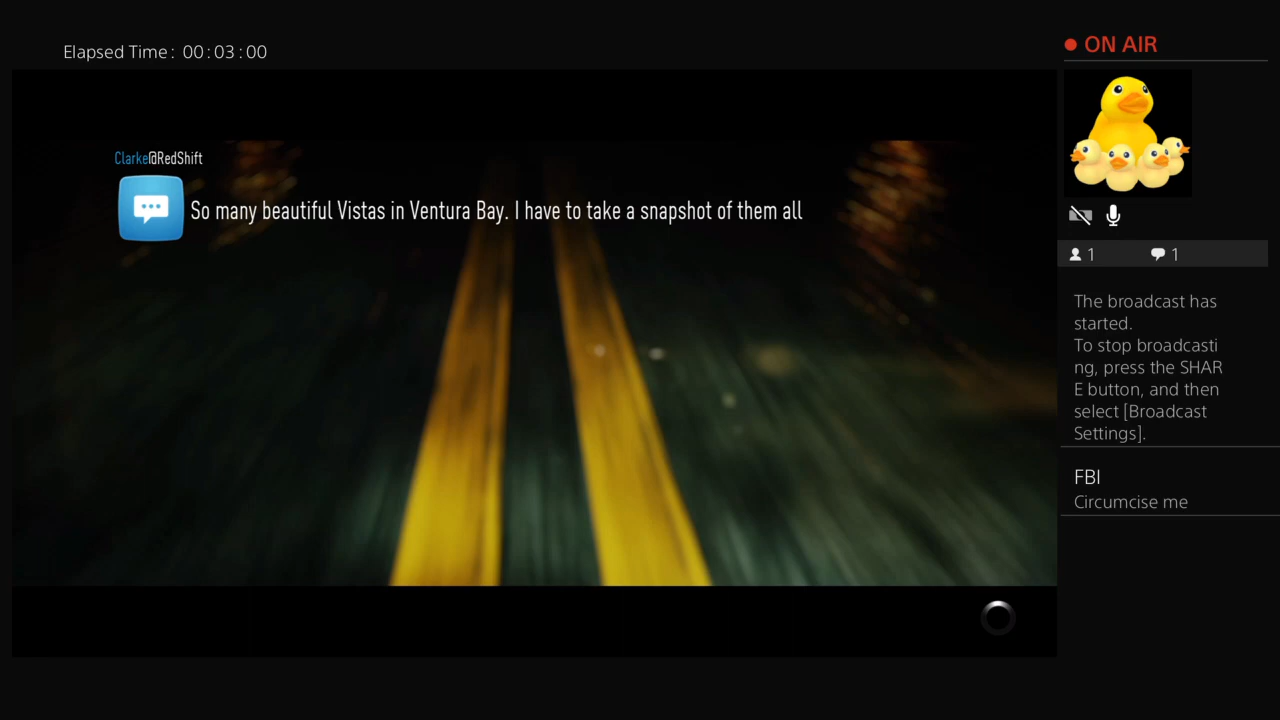 Elapsed Time: 00:03:00
ON AIR
Clarke@RedShift
So many beautiful Vistas in Ventura Bay. I have to take a snapshot of them all
1 1
The broadcast has
started.
To stop broadcasti
ng, press the SHAR
E button, and then
select [Broadcast
Settings].
FBI
Circumcise me